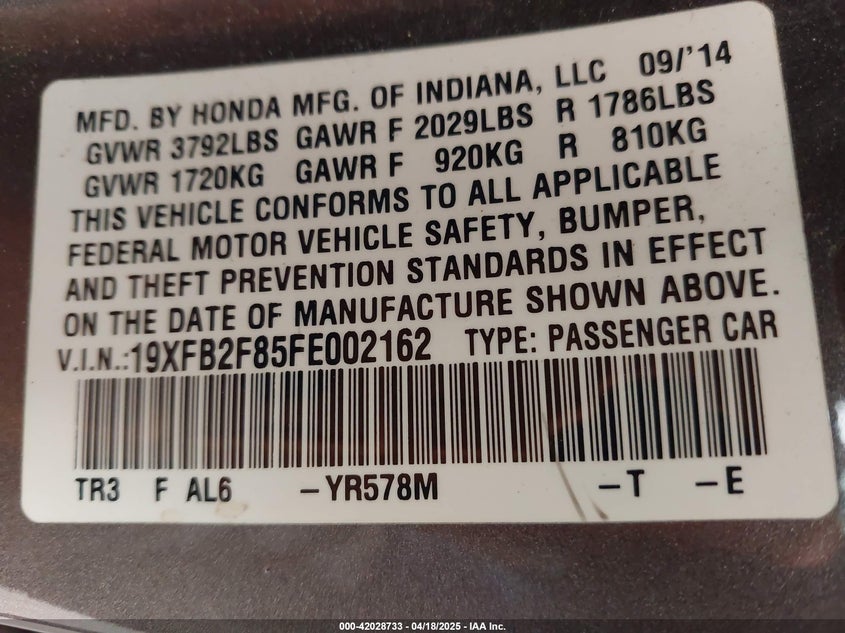 MFD. BY HONDA MFG. OF INDIANA, LLC 09/'14
GVWR 3792LBS GAWR F 2029LBS R 1786LBS
GVWR 1720KG GAWR F 920KG R 810KG
THIS VEHICLE CONFORMS TO ALL APPLICABLE
FEDERAL MOTOR VEHICLE SAFETY, BUMPER,
AND THEFT PREVENTION STANDARDS IN EFFECT
ON THE DATE OF MANUFACTURE SHOWN ABOVE.
V.I.N.:19XFB2F85FE002162 TYPE: PASSENGER CAR
TR3 F AL6 -YR578M -T -E
000-42028733 - 04/18/2025 - IAA Inc.